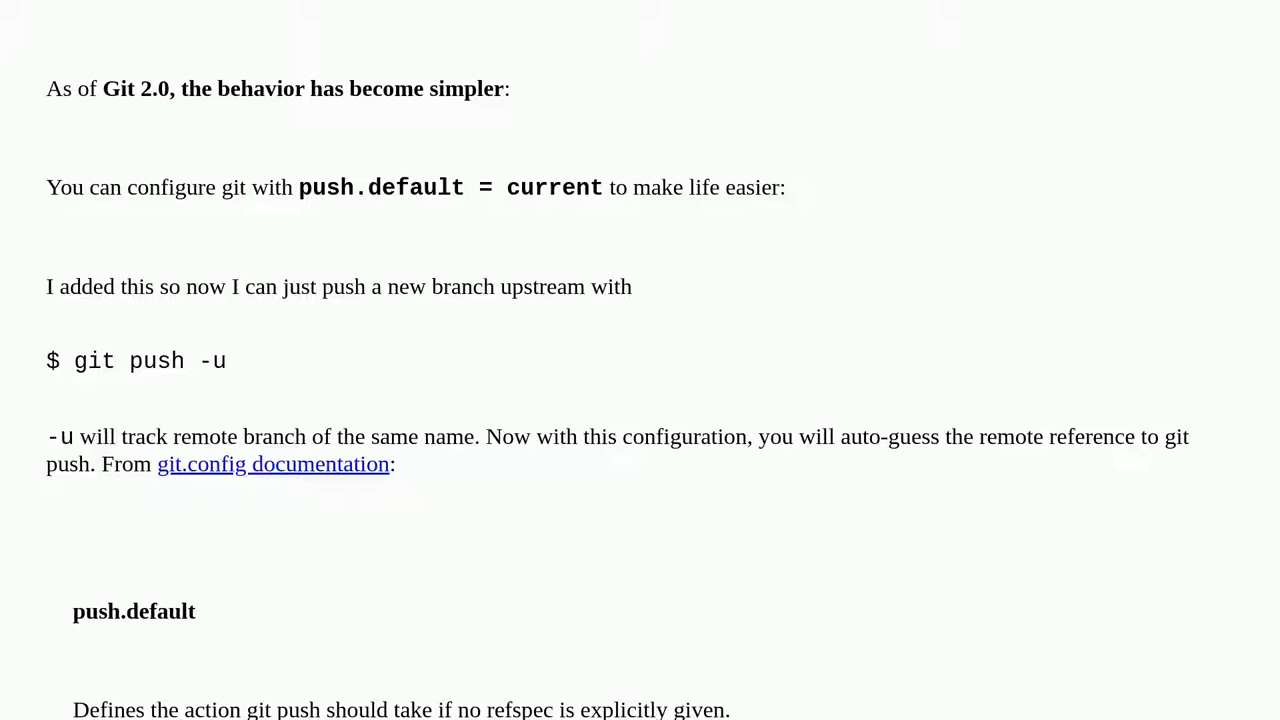 As of Git 2.0, the behavior has become simpler:
You can configure git with push.default = current to make life easier:
I added this so now I can just push a new branch upstream with
$ git push -u
-u will track remote branch of the same name. Now with this configuration, you will auto-guess the remote reference to git
push. From git.config documentation:
push.default
Defines the action git push should take if no refspec is explicitly given.